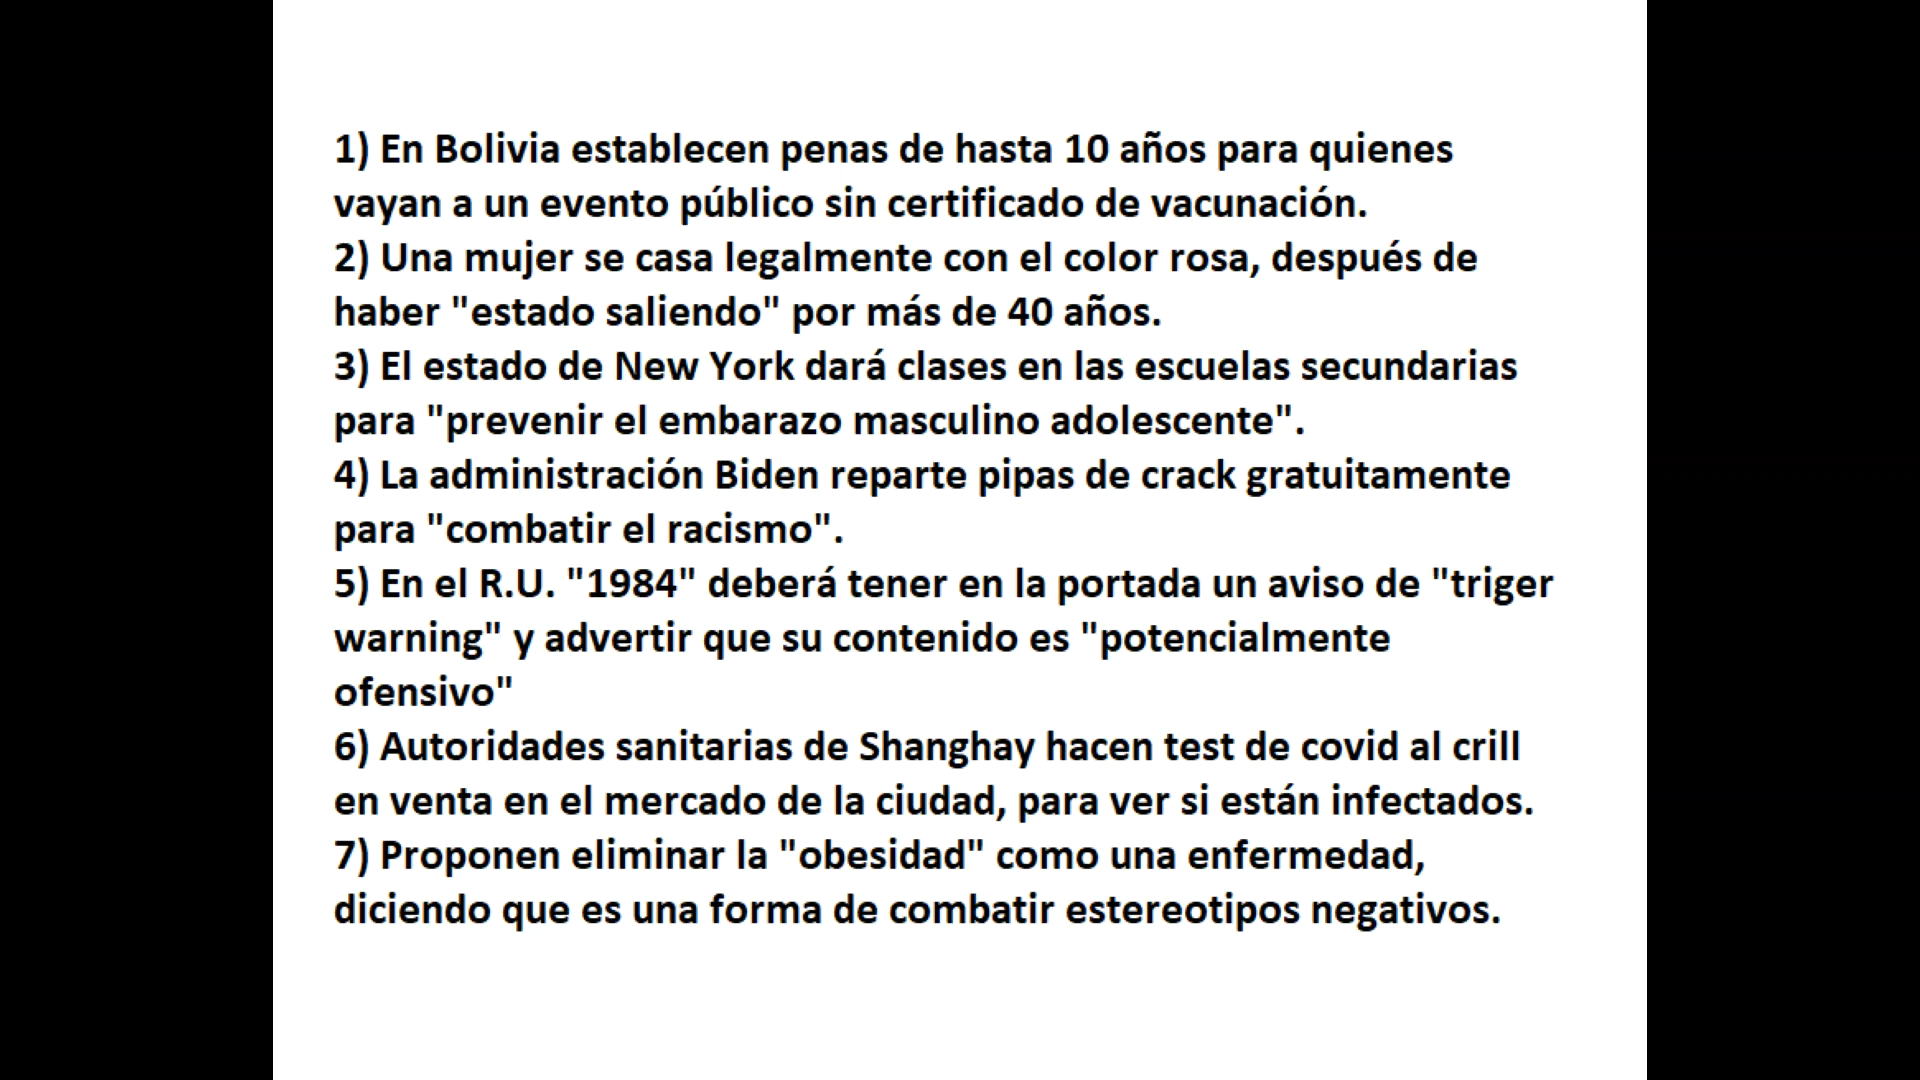 1) En Bolivia establecen penas de hasta 10 años para quienes
vayan a un evento público sin certificado de vacunación.
2) Una mujer se casa legalmente con el color rosa, después de
haber "estado saliendo" por más de 40 años.
3) El estado de New York dará clases en las escuelas secundarias
para "prevenir el embarazo masculino adolescente".
4) La administración Biden reparte pipas de crack gratuitamente
para "combatir el racismo".
5) En el R.U. "1984" deberá tener en la portada un aviso de "triger
warning" y advertir que su contenido es "potencialmente
ofensivo"
6) Autoridades sanitarias de Shanghay hacen test de covid al crill
en venta en el mercado de la ciudad, para ver si están infectados.
7) Proponen eliminar la "obesidad" como una enfermedad,
diciendo que es una forma de combatir estereotipos negativos.